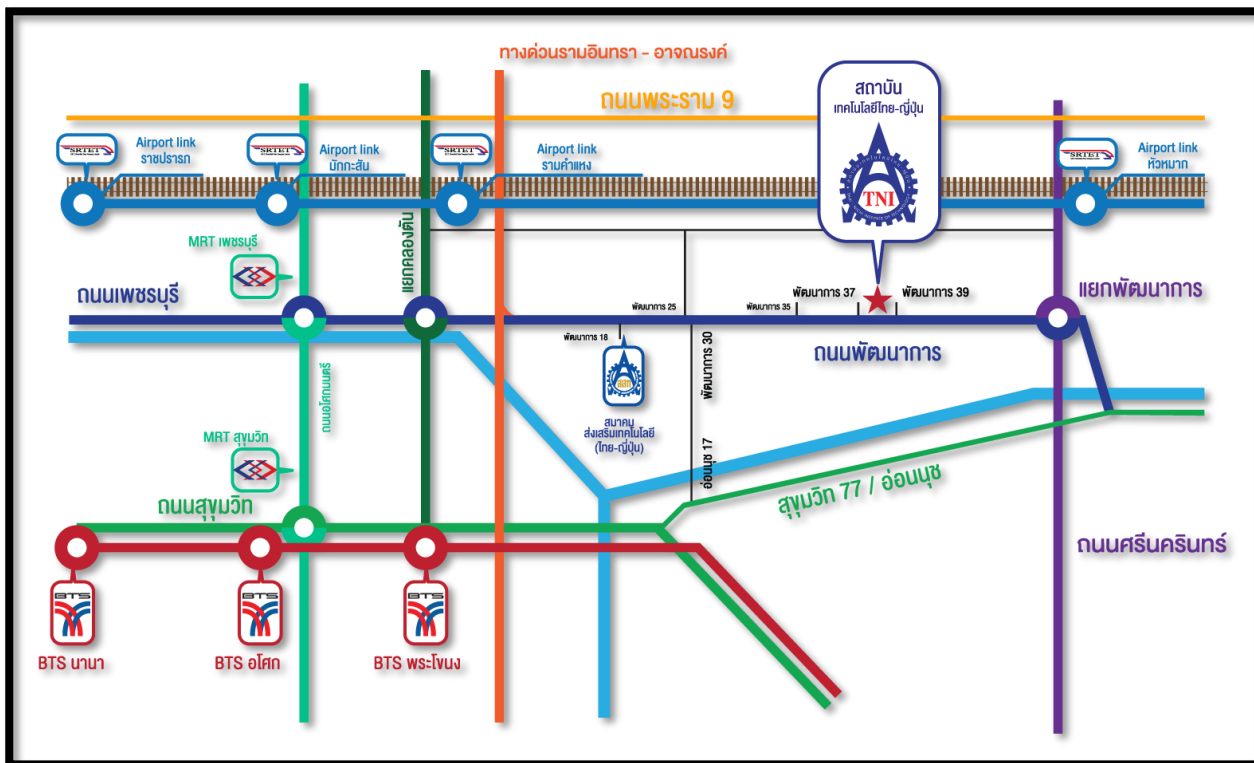 ทางด่วนรามอินทรา - อาจณรงค์
ถนนพระราม 9
สถาบัน
เทคโนโลยีไทย-ญี่ปุ่น
TNI
SRTET
Airport link
ราชปรารภ
SRTET
Airport link
มักกะสัน
SRTET
Airport link
รามคำแหง
SRTET
Airport link
หัวหมาก
MRT เพชรบุรี
แยกคลองตัน
ถนนเพชรบุรี
พัฒนาการ 25
พัฒนาการ 35
พัฒนาการ 37
พัฒนาการ 39
แยกพัฒนาการ
พัฒนาการ 18
พัฒนาการ 30
ถนนพัฒนาการ
ถนนอโศกมนตรี
สสท
สมาคม
ส่งเสริมเทคโนโลยี
(ไทย-ญี่ปุ่น)
MRT สุขุมวิท
อ่อนนุช 17
ถนนสุขุมวิท
สุขุมวิท 77 / อ่อนนุช
ถนนศรีนครินทร์
BTS
BTS นานา
BTS
BTS อโศก
BTS
BTS พระโขนง